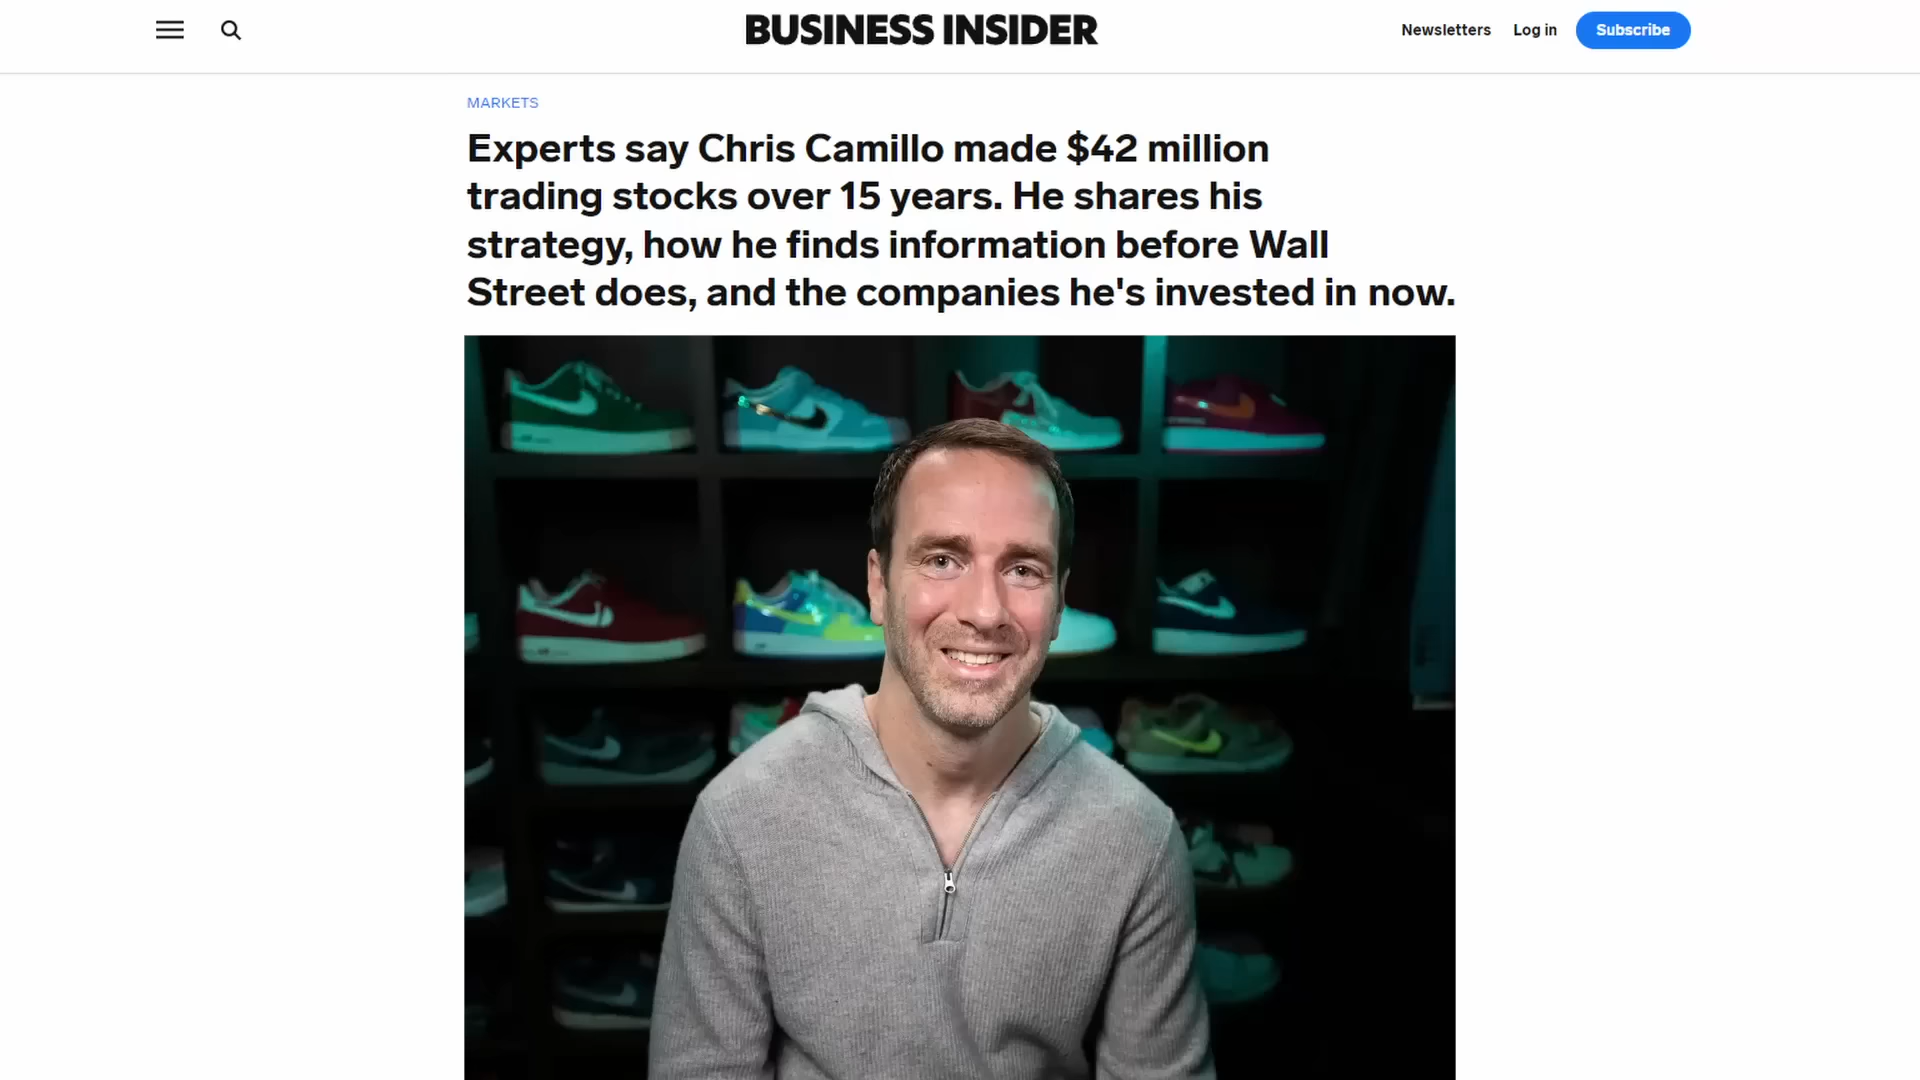 BUSINESS INSIDER
Newsletters
Log in
Subscribe
MARKETS
Experts say Chris Camillo made $42 million
trading stocks over 15 years. He shares his
strategy, how he finds information before Wall
Street does, and the companies he's invested in now.